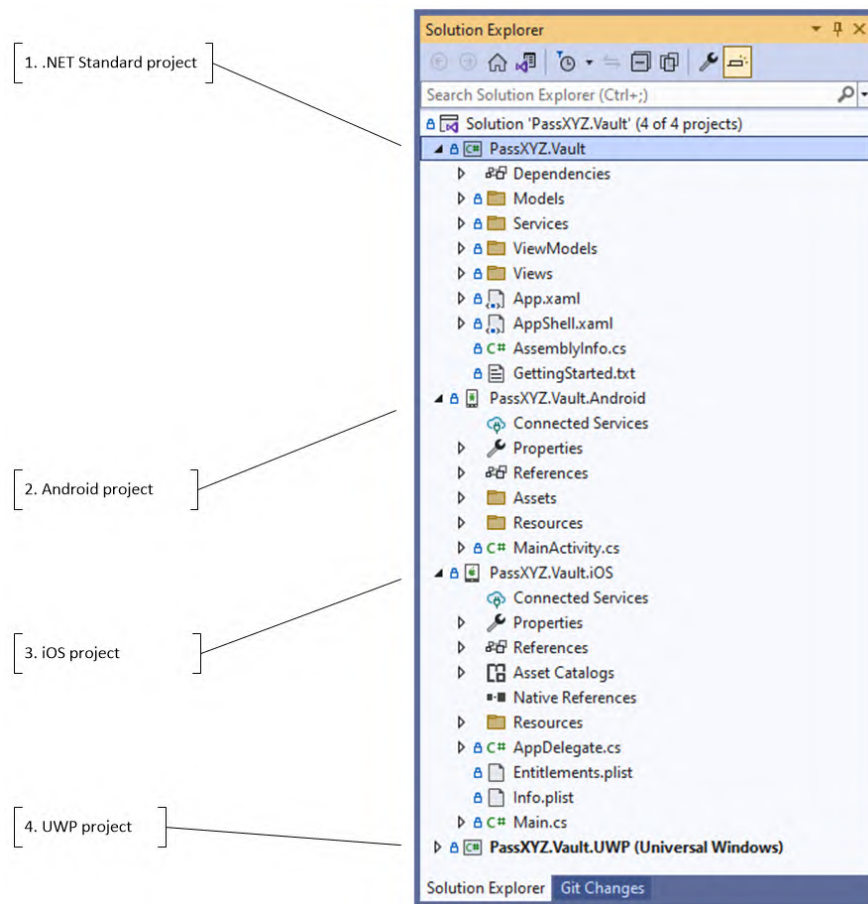 Solution Explorer
1. .NET Standard project
Search Solution Explorer (Ctrl+;)
Solution 'PassXYZ.Vault' (4 of 4 projects)
C# PassXYZ.Vault
Dependencies
Models
Services
ViewModels
Views
App.xaml
AppShell.xaml
C# AssemblyInfo.cs
GettingStarted.txt
PassXYZ.Vault.Android
Connected Services
Properties
2. Android project
References
Assets
Resources
C# MainActivity.cs
PassXYZ.Vault.iOS
Connected Services
Properties
3. iOS project
References
Asset Catalogs
Native References
Resources
C# AppDelegate.cs
Entitlements.plist
Info.plist
4. UWP project
C# Main.cs
C# PassXYZ.Vault.UWP (Universal Windows)
Solution Explorer Git Changes